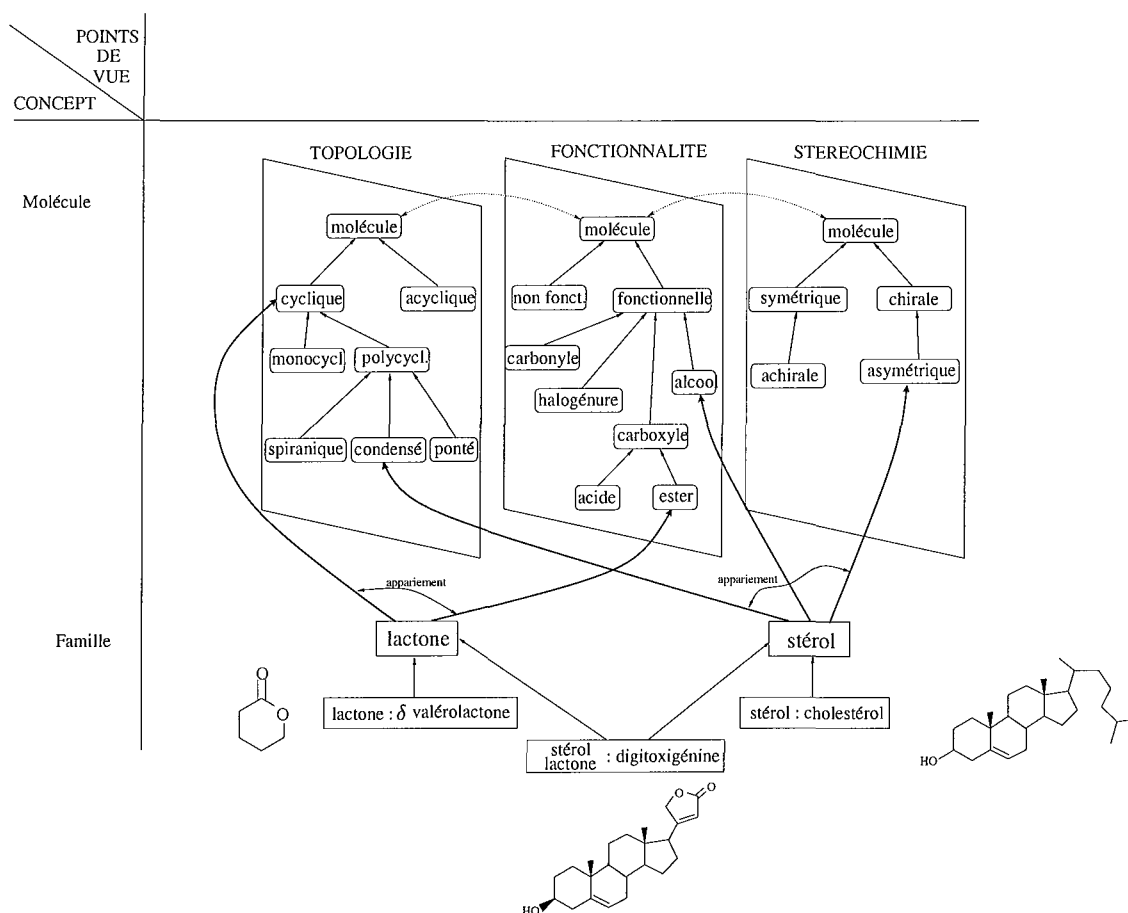 POINTS
DE
VUE
CONCEPT
TOPOLOGIE
FONCTIONNALITE
STEREOCHIMIE
Molécule
molécule
molécule
molécule
cyclique
acyclique
non fonct.
fonctionnelle
symétrique
chirale
monocycl.
polycycl.
carbonyle
halogénure
alcool
achirale
asymétrique
spiranique
condensé
ponté
carboxyle
acide
ester
appariement
appariement
Famille
lactone
stérol
lactone : δ valérolactone
stérol : cholestérol
stérol
lactone : digitoxigénine
O
O
HO
O
O
HO